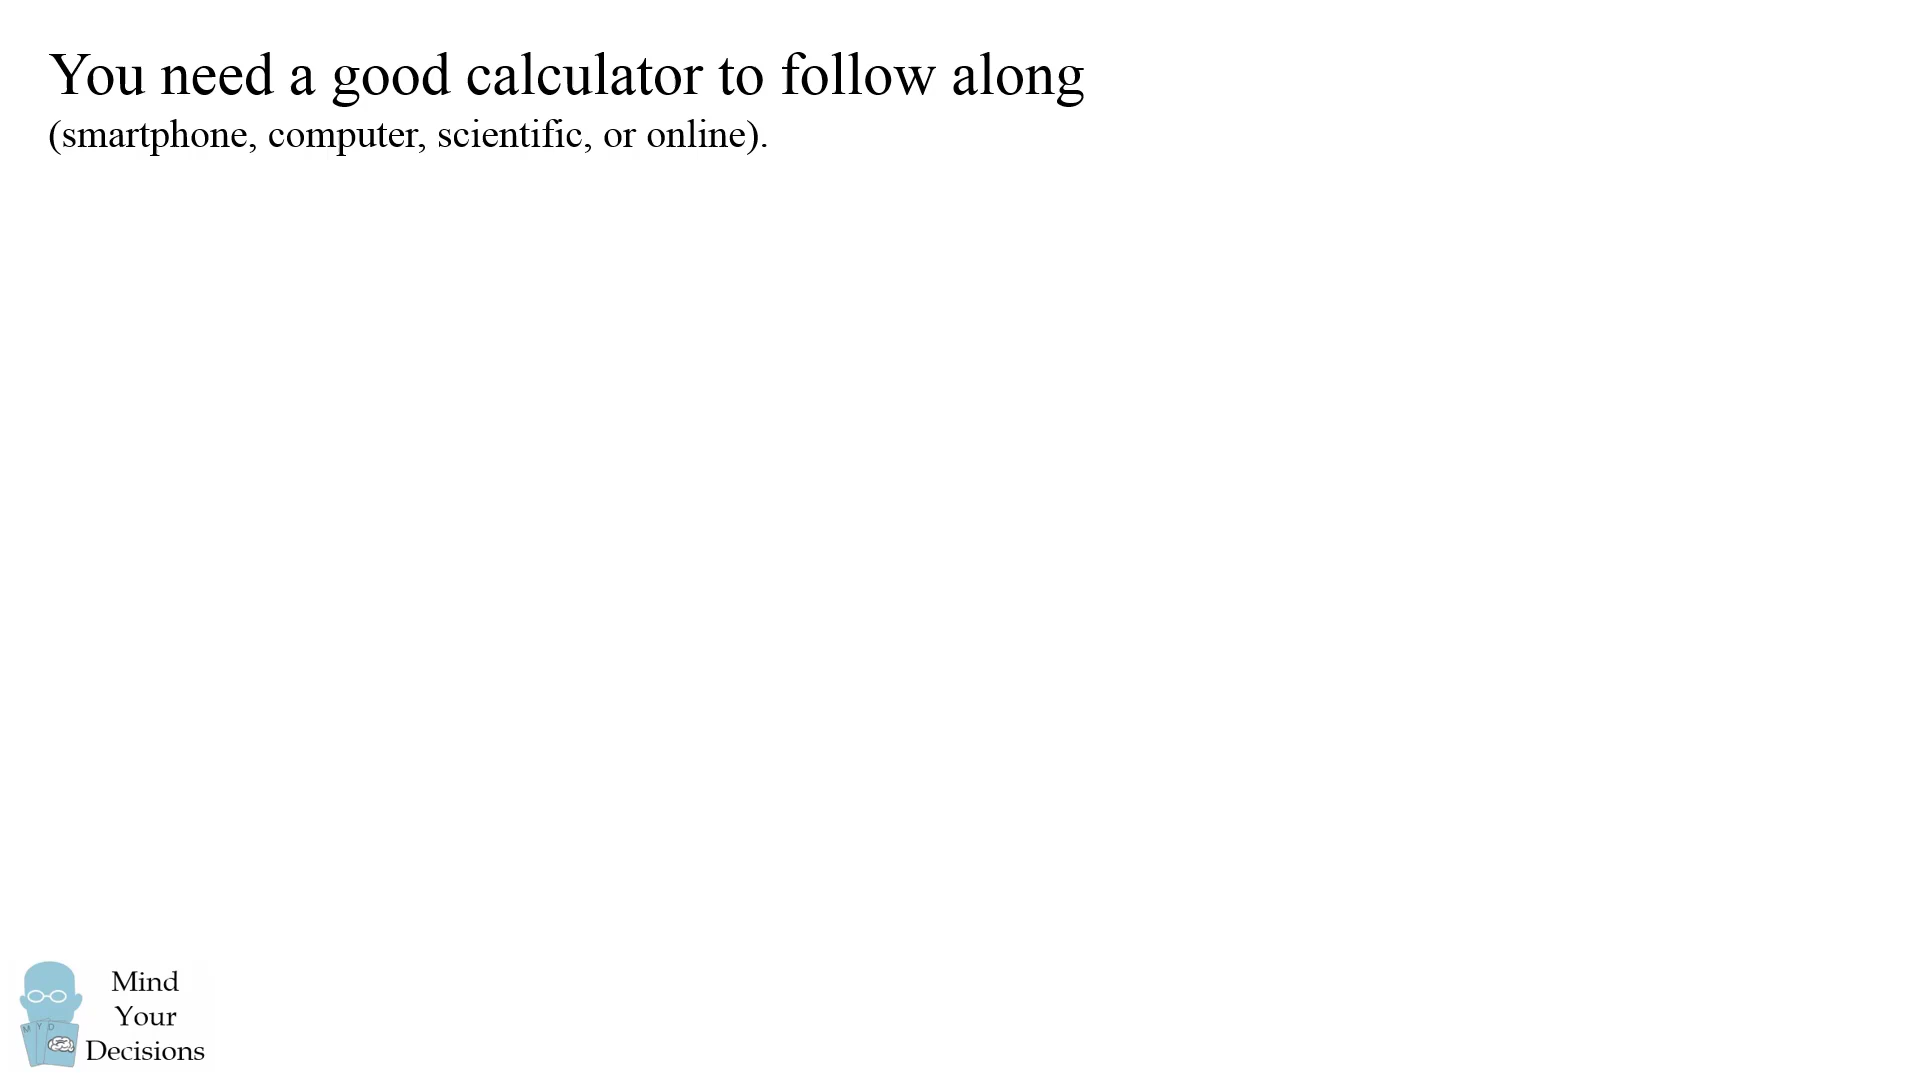 You need a good calculator to follow along
(smartphone, computer, scientific, or online).
M Y D
Mind
Your
Decisions